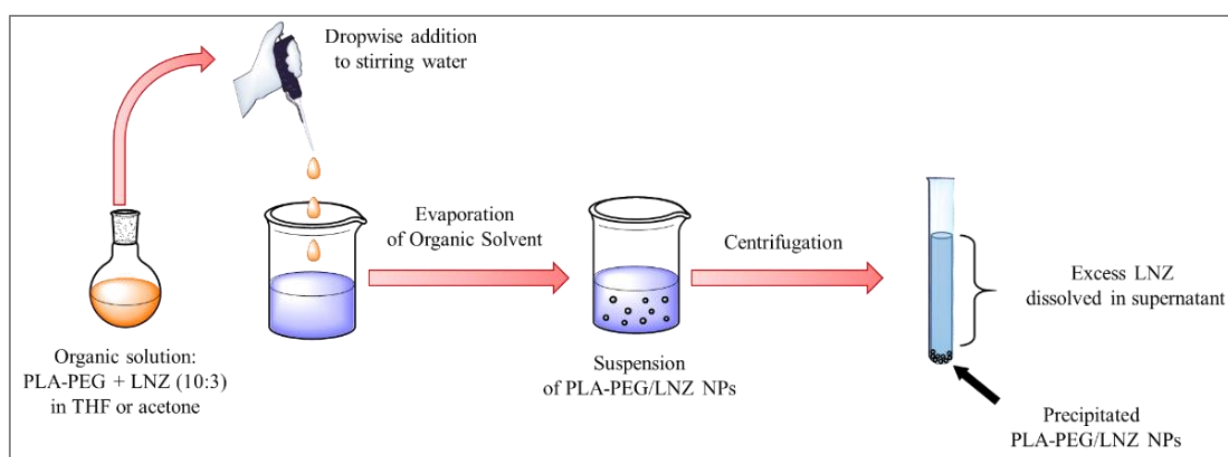 Dropwise addition
to stirring water
Evaporation
of Organic Solvent
Centrifugation
Excess LNZ
dissolved in supernatant
Organic solution:
PLA-PEG + LNZ (10:3)
in THF or acetone
Suspension
of PLA-PEG/LNZ NPs
Precipitated
PLA-PEG/LNZ NPs